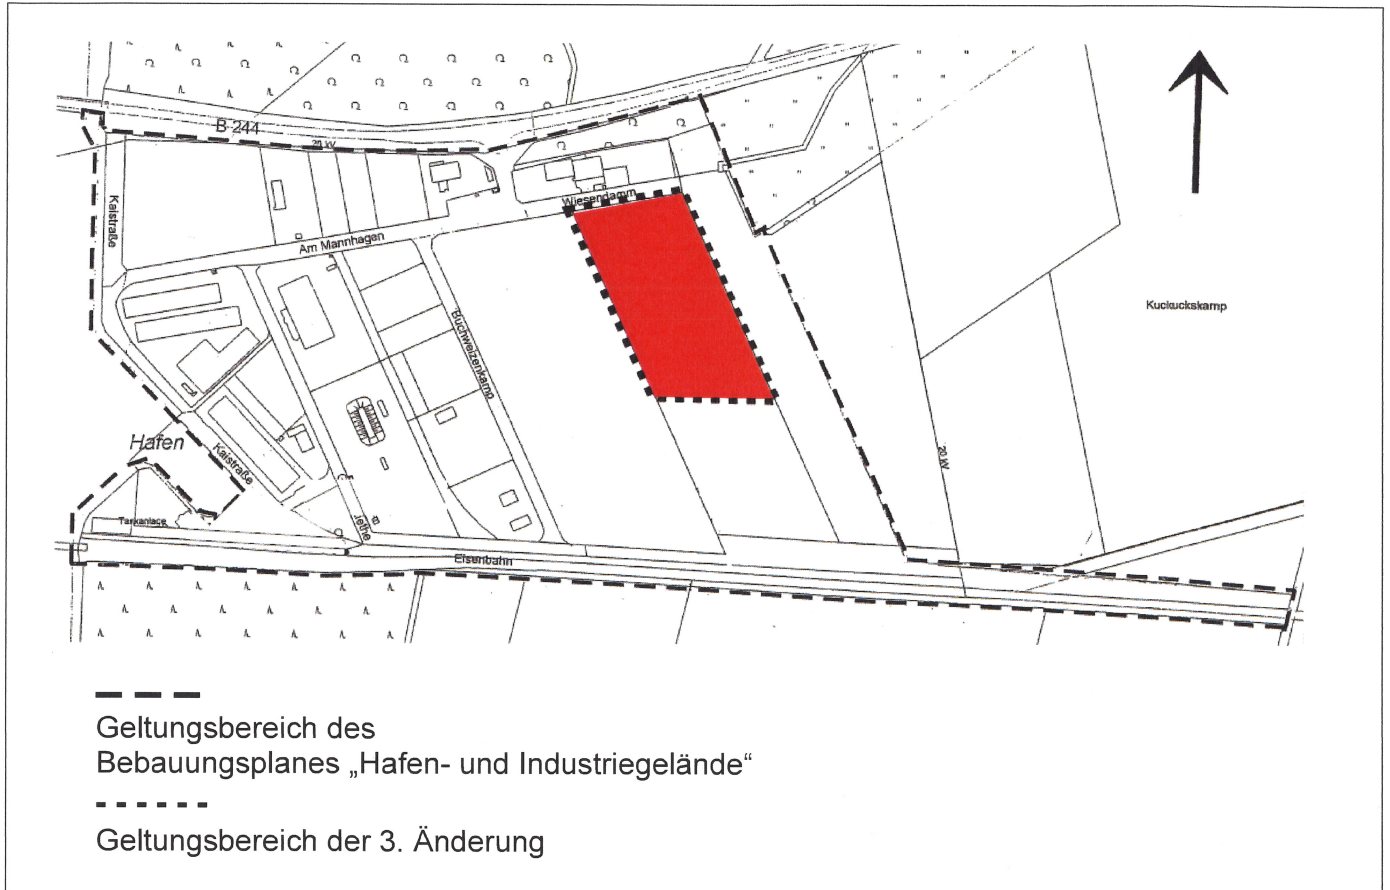 B 244
20 kV
Kaistraße
Wiesendamm
Am Mannhagen
Kuckuckskamp
Buchweizenkamp
Hafen
Kaistraße
20 kV
Tankanlage
Jethe
Eisenbahn
Geltungsbereich des
Bebauungsplanes „Hafen- und Industriegelände“
Geltungsbereich der 3. Änderung